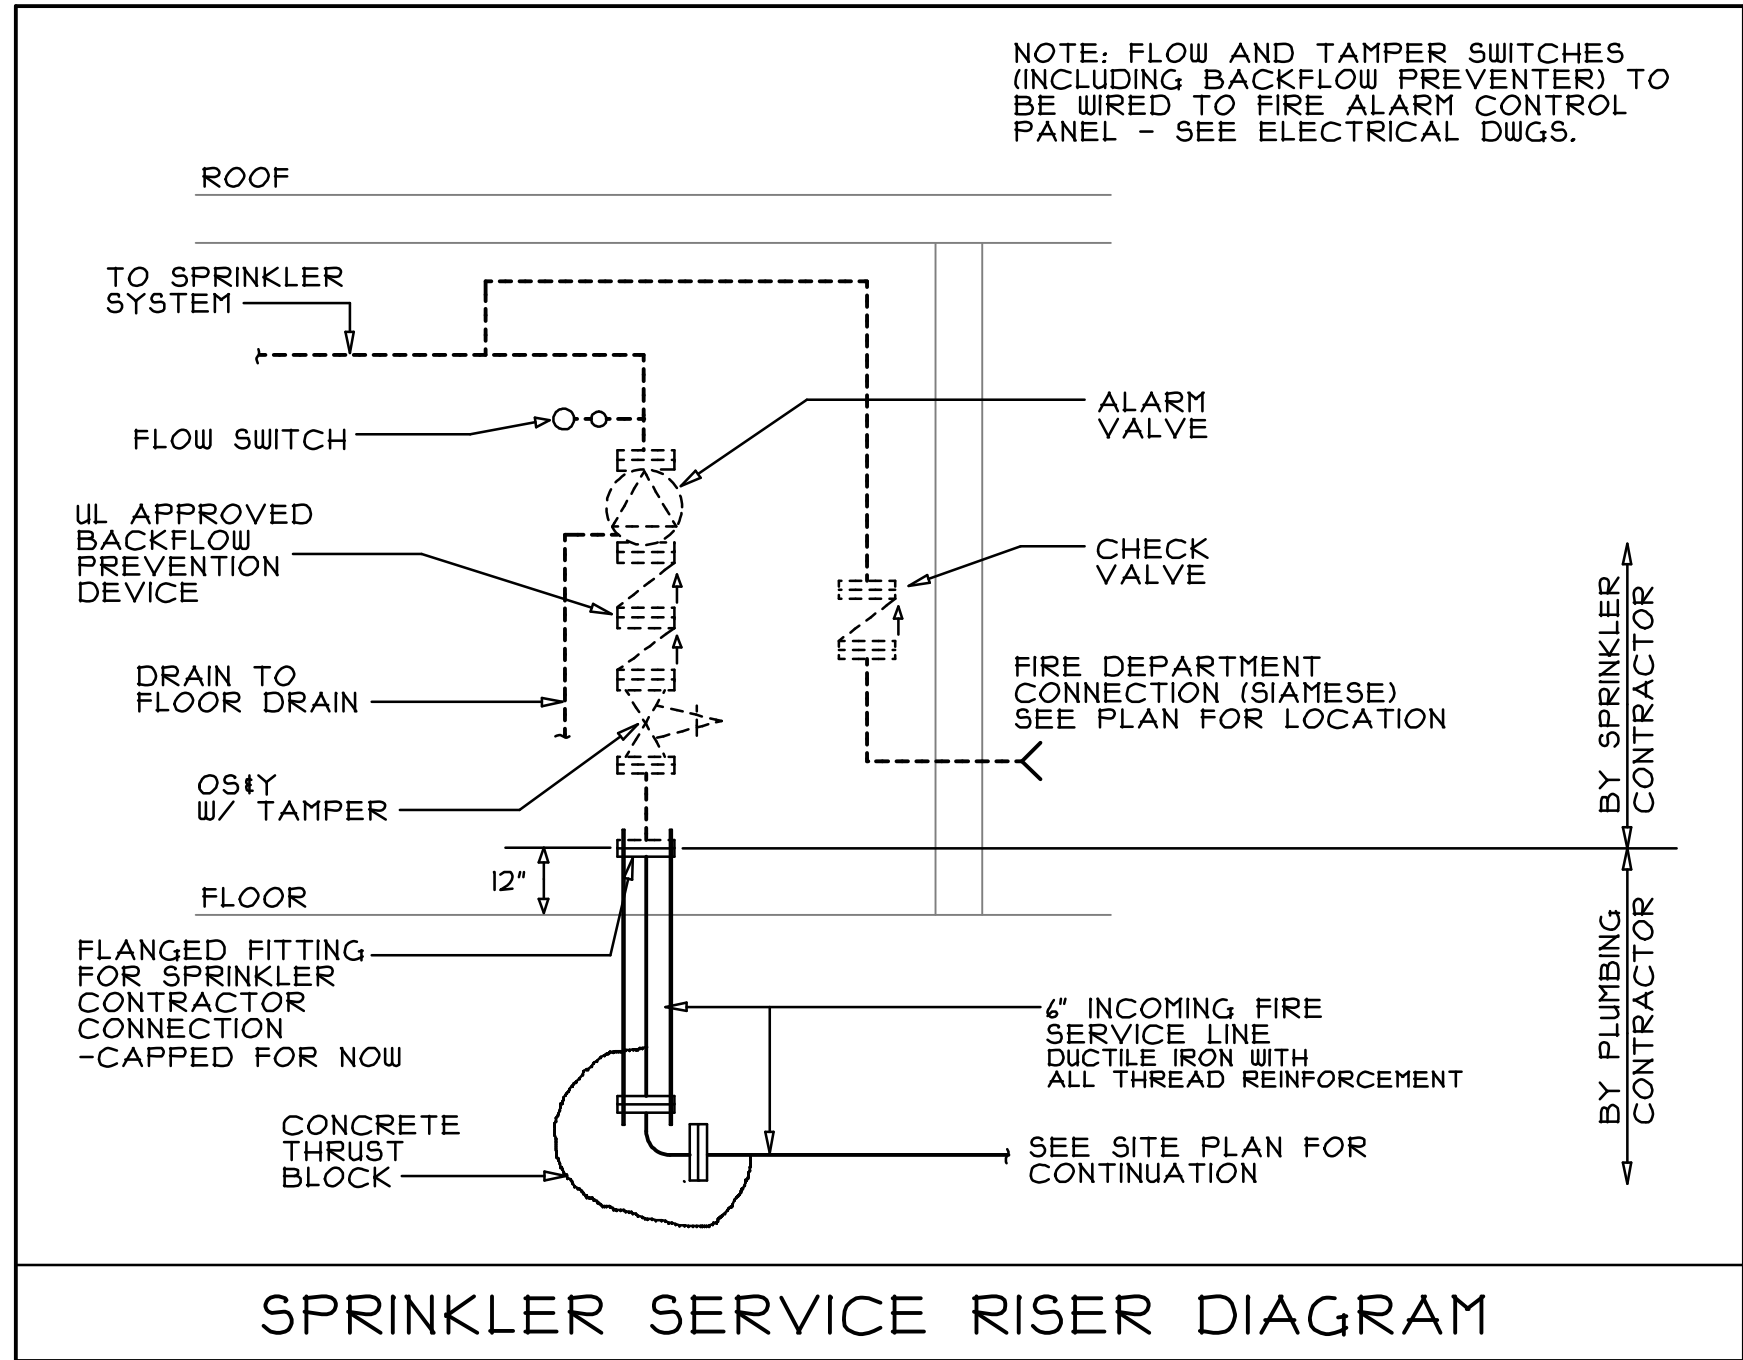 NOTE: FLOW AND TAMPER SWITCHES
(INCLUDING BACKFLOW PREVENTER) TO
BE WIRED TO FIRE ALARM CONTROL
PANEL - SEE ELECTRICAL DWGS.
ROOF
TO SPRINKLER
SYSTEM
FLOW SWITCH
ALARM
VALVE
UL APPROVED
BACKFLOW
PREVENTION
DEVICE
CHECK
VALVE
DRAIN TO
FLOOR DRAIN
FIRE DEPARTMENT
CONNECTION (SIAMESE)
SEE PLAN FOR LOCATION
BY SPRINKLER
CONTRACTOR
OS&Y
W/ TAMPER
12"
FLOOR
FLANGED FITTING
FOR SPRINKLER
CONTRACTOR
CONNECTION
-CAPPED FOR NOW
6" INCOMING FIRE
SERVICE LINE
DUCTILE IRON WITH
ALL THREAD REINFORCEMENT
BY PLUMBING
CONTRACTOR
CONCRETE
THRUST
BLOCK
SEE SITE PLAN FOR
CONTINUATION
SPRINKLER SERVICE RISER DIAGRAM